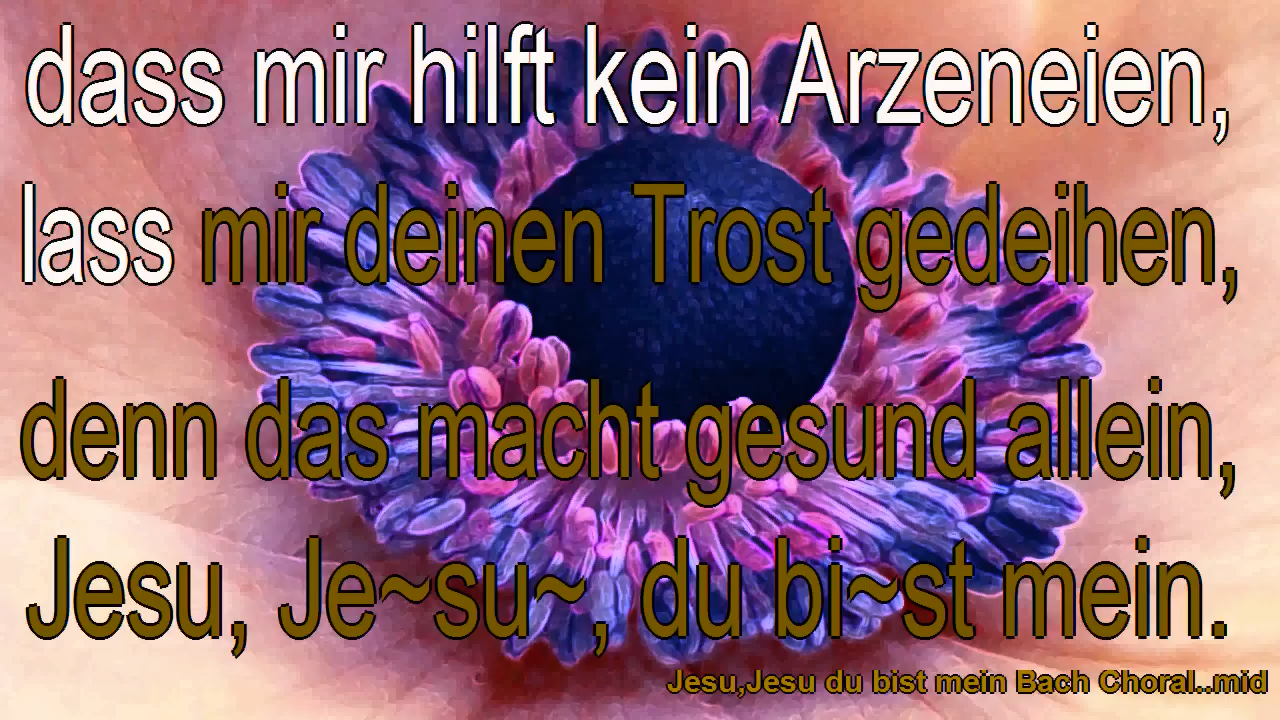 dass mir hilft kein Arzeneien,
lass mir deinen Trost gedeihen,
denn das macht gesund allein,
Jesu, Je~su~ , du bi~st mein.
Jesu,Jesu du bist mein Bach Choral..mid